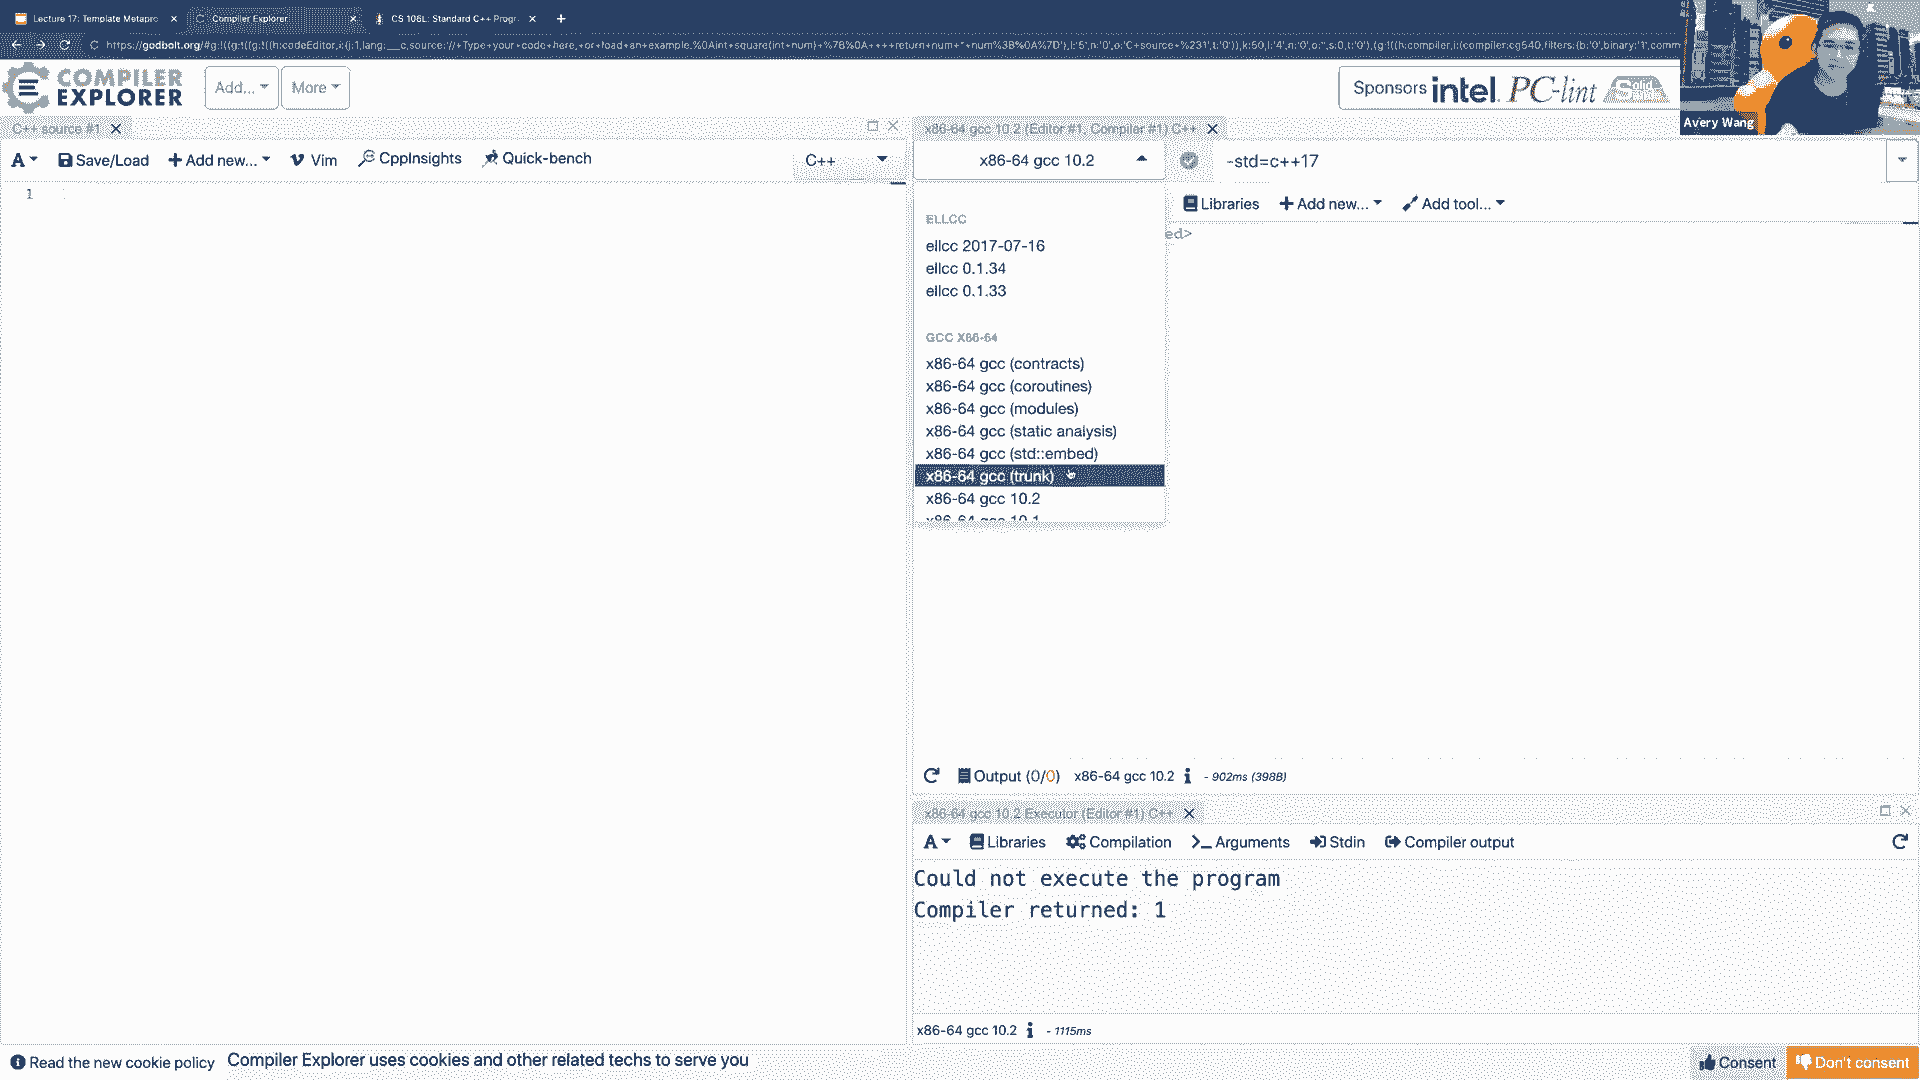 Lecture 17: Template Metapro
Compiler Explorer
CS 106L: Standard C++ Progr
https://godbolt.org/#g:!((g:!((g:!((h:codeEditor,i:(j:1,lang:___c,source:'//+Type+your+code+here,+or+load+an+example.%0Aint+square(int+num)+%7B%0A++++return+num+*+num%3B%0A%7D'),l:'5',n:'0',o:'C+source+%231',t:'0')),k:50,l:'4',n:'0',o:'',s:0,t:'0'),(g:!((h:compiler,i:(compiler:cg640,filters:(b:'0',binary:'1',comm
COMPILER
EXPLORER
Add...
More
Sponsors intel. PC-lint Solid
Avery Wang
C++ source #1
x86-64 gcc 10.2 (Editor #1, Compiler #1) C++
A
Save/Load
Add new...
Vim
CppInsights
Quick-bench
C++
x86-64 gcc 10.2
-std=c++17
1
Libraries
Add new...
Add tool...
ed>
ELLCC
ellcc 2017-07-16
ellcc 0.1.34
ellcc 0.1.33
GCC X86-64
x86-64 gcc (contracts)
x86-64 gcc (coroutines)
x86-64 gcc (modules)
x86-64 gcc (static analysis)
x86-64 gcc (std::embed)
x86-64 gcc (trunk)
x86-64 gcc 10.2
x86-64 gcc 10.1
Output (0/0) x86-64 gcc 10.2 i - 902ms (398B)
x86-64 gcc 10.2 Executor (Editor #1) C++
A
Libraries
Compilation
Arguments
Stdin
Compiler output
Could not execute the program
Compiler returned: 1
x86-64 gcc 10.2 i - 1115ms
Read the new cookie policy
Compiler Explorer uses cookies and other related techs to serve you
Consent
Don't consent